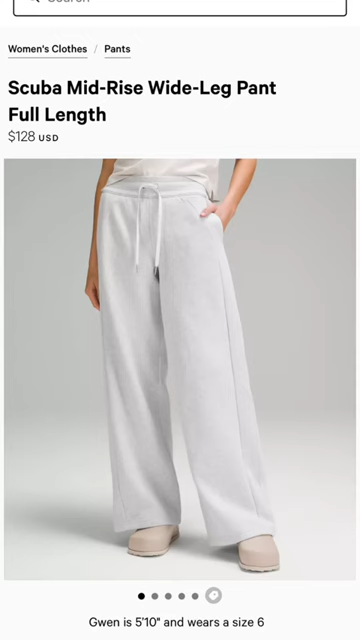 Search
Women's Clothes / Pants
Scuba Mid-Rise Wide-Leg Pant
Full Length
$128 USD
Gwen is 5'10" and wears a size 6